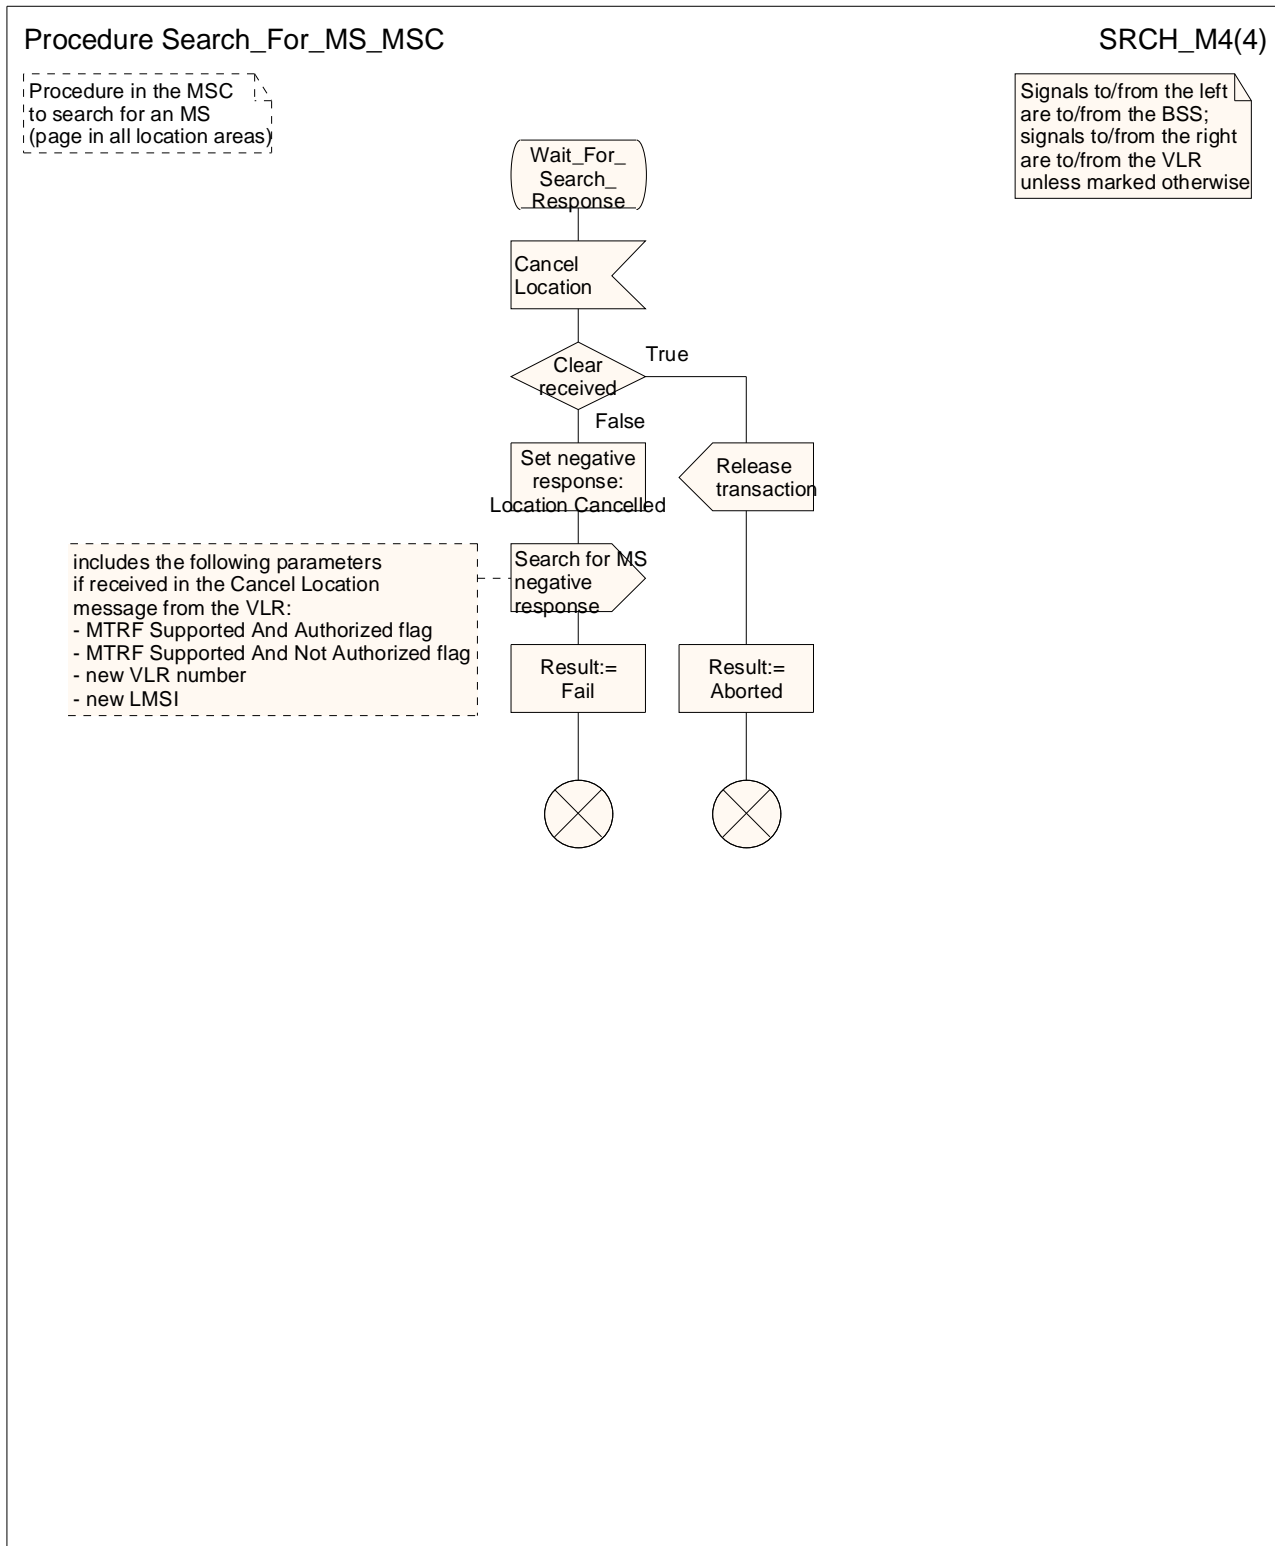 Procedure Search_For_MS_MSC
SRCH_M4(4)
Procedure in the MSC
to search for an MS
(page in all location areas)
Signals to/from the left
are to/from the BSS;
signals to/from the right
are to/from the VLR
unless marked otherwise
Wait_For_
Search_
Response
Cancel
Location
Clear
received
True
False
Set negative
response:
Location Cancelled
Release
transaction
includes the following parameters
if received in the Cancel Location
message from the VLR:
- MTRF Supported And Authorized flag
- MTRF Supported And Not Authorized flag
- new VLR number
- new LMSI
Search for MS
negative
response
Result:=
Fail
Result:=
Aborted